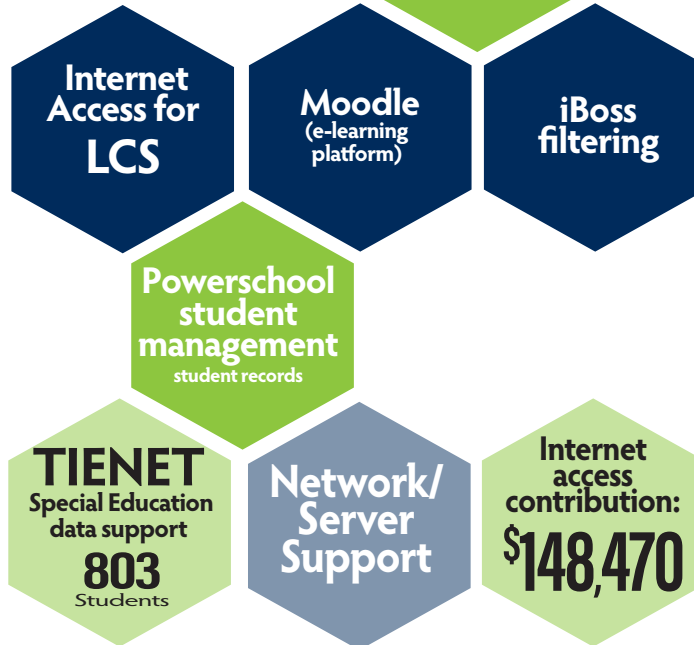 Internet
Access for
LCS
Moodle
(e-learning
platform)
iBoss
filtering
Powerschool
student
management
student records
TIENET
Special Education
data support
803
Students
Network/
Server
Support
Internet
access
contribution:
$148,470